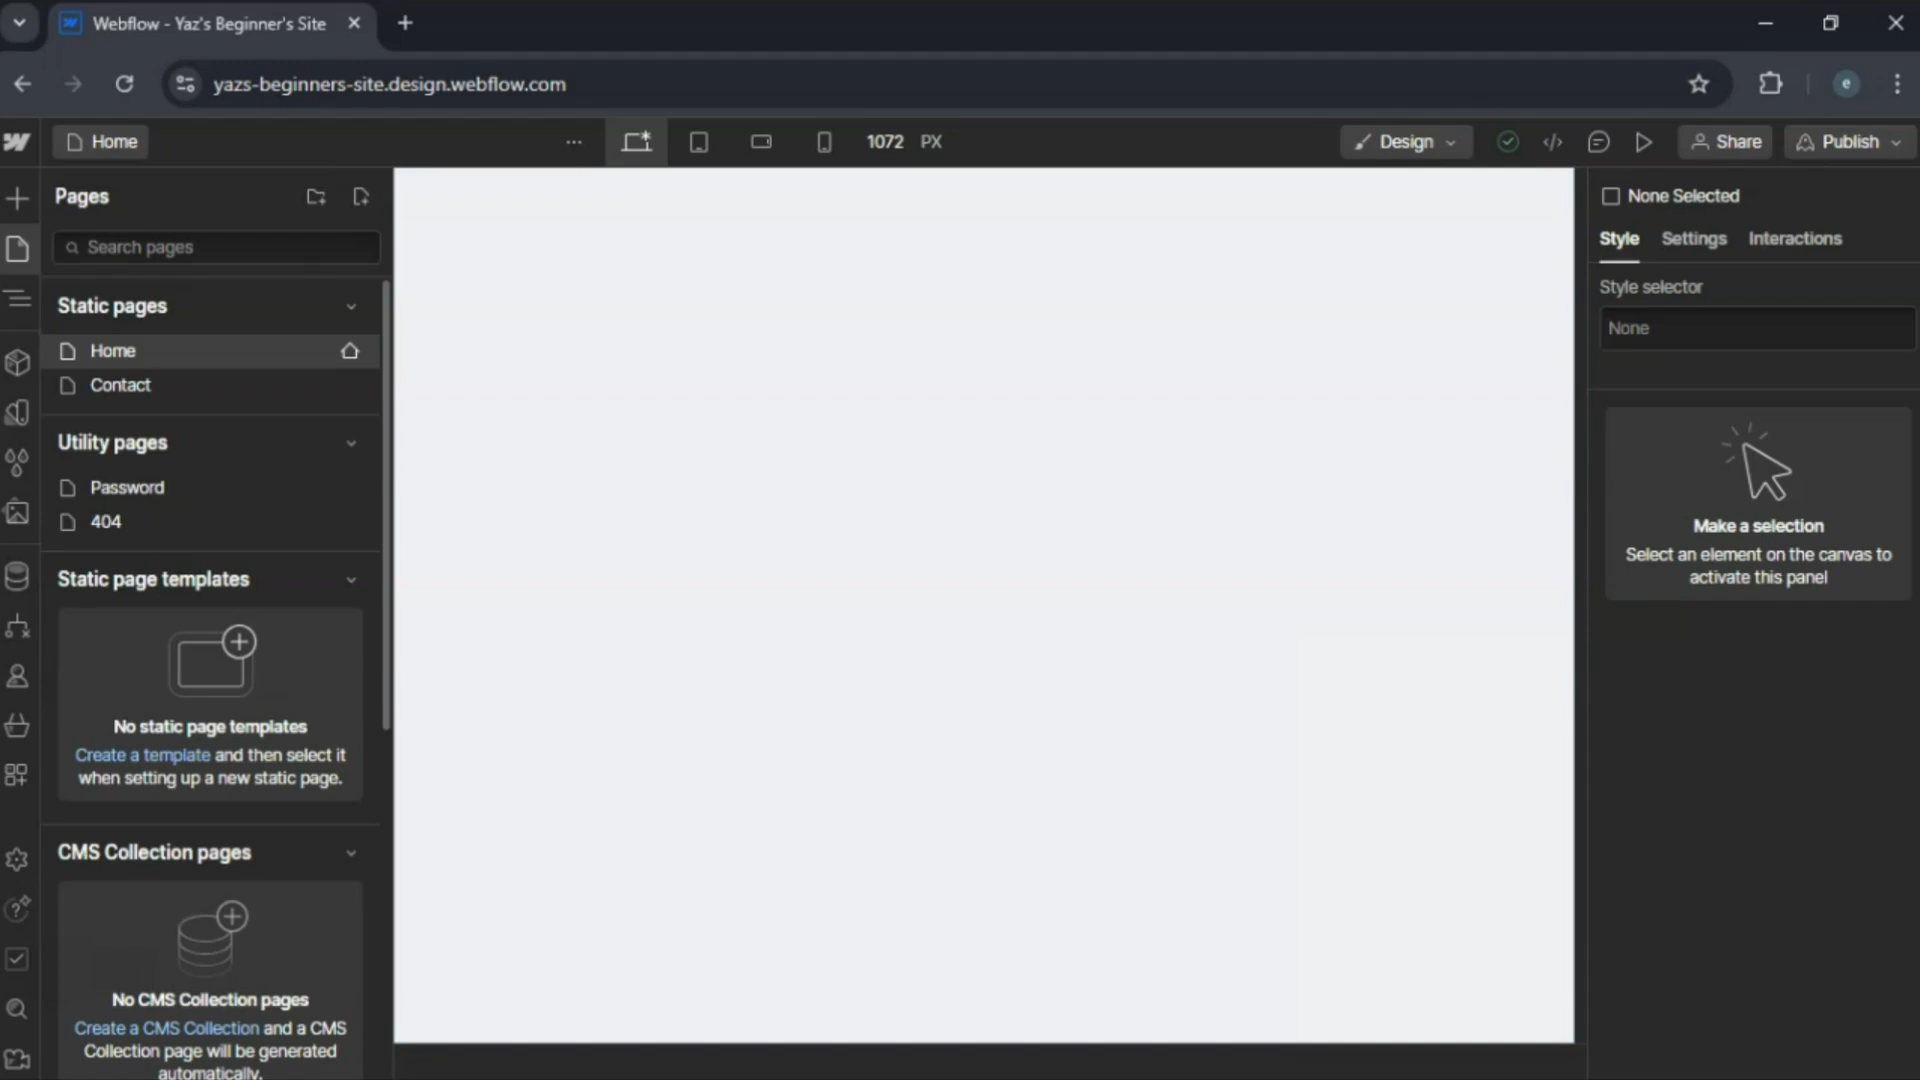 Webflow - Yaz's Beginner's Site
yazs-beginners-site.design.webflow.com
e
Home
1072 PX
Design
Share
Publish
Pages
Search pages
Static pages
Home
Contact
Utility pages
Password
404
Static page templates
No static page templates
Create a template and then select it
when setting up a new static page.
CMS Collection pages
No CMS Collection pages
Create a CMS Collection and a CMS
Collection page will be generated
automatically.
None Selected
Style Settings Interactions
Style selector
None
Make a selection
Select an element on the canvas to
activate this panel